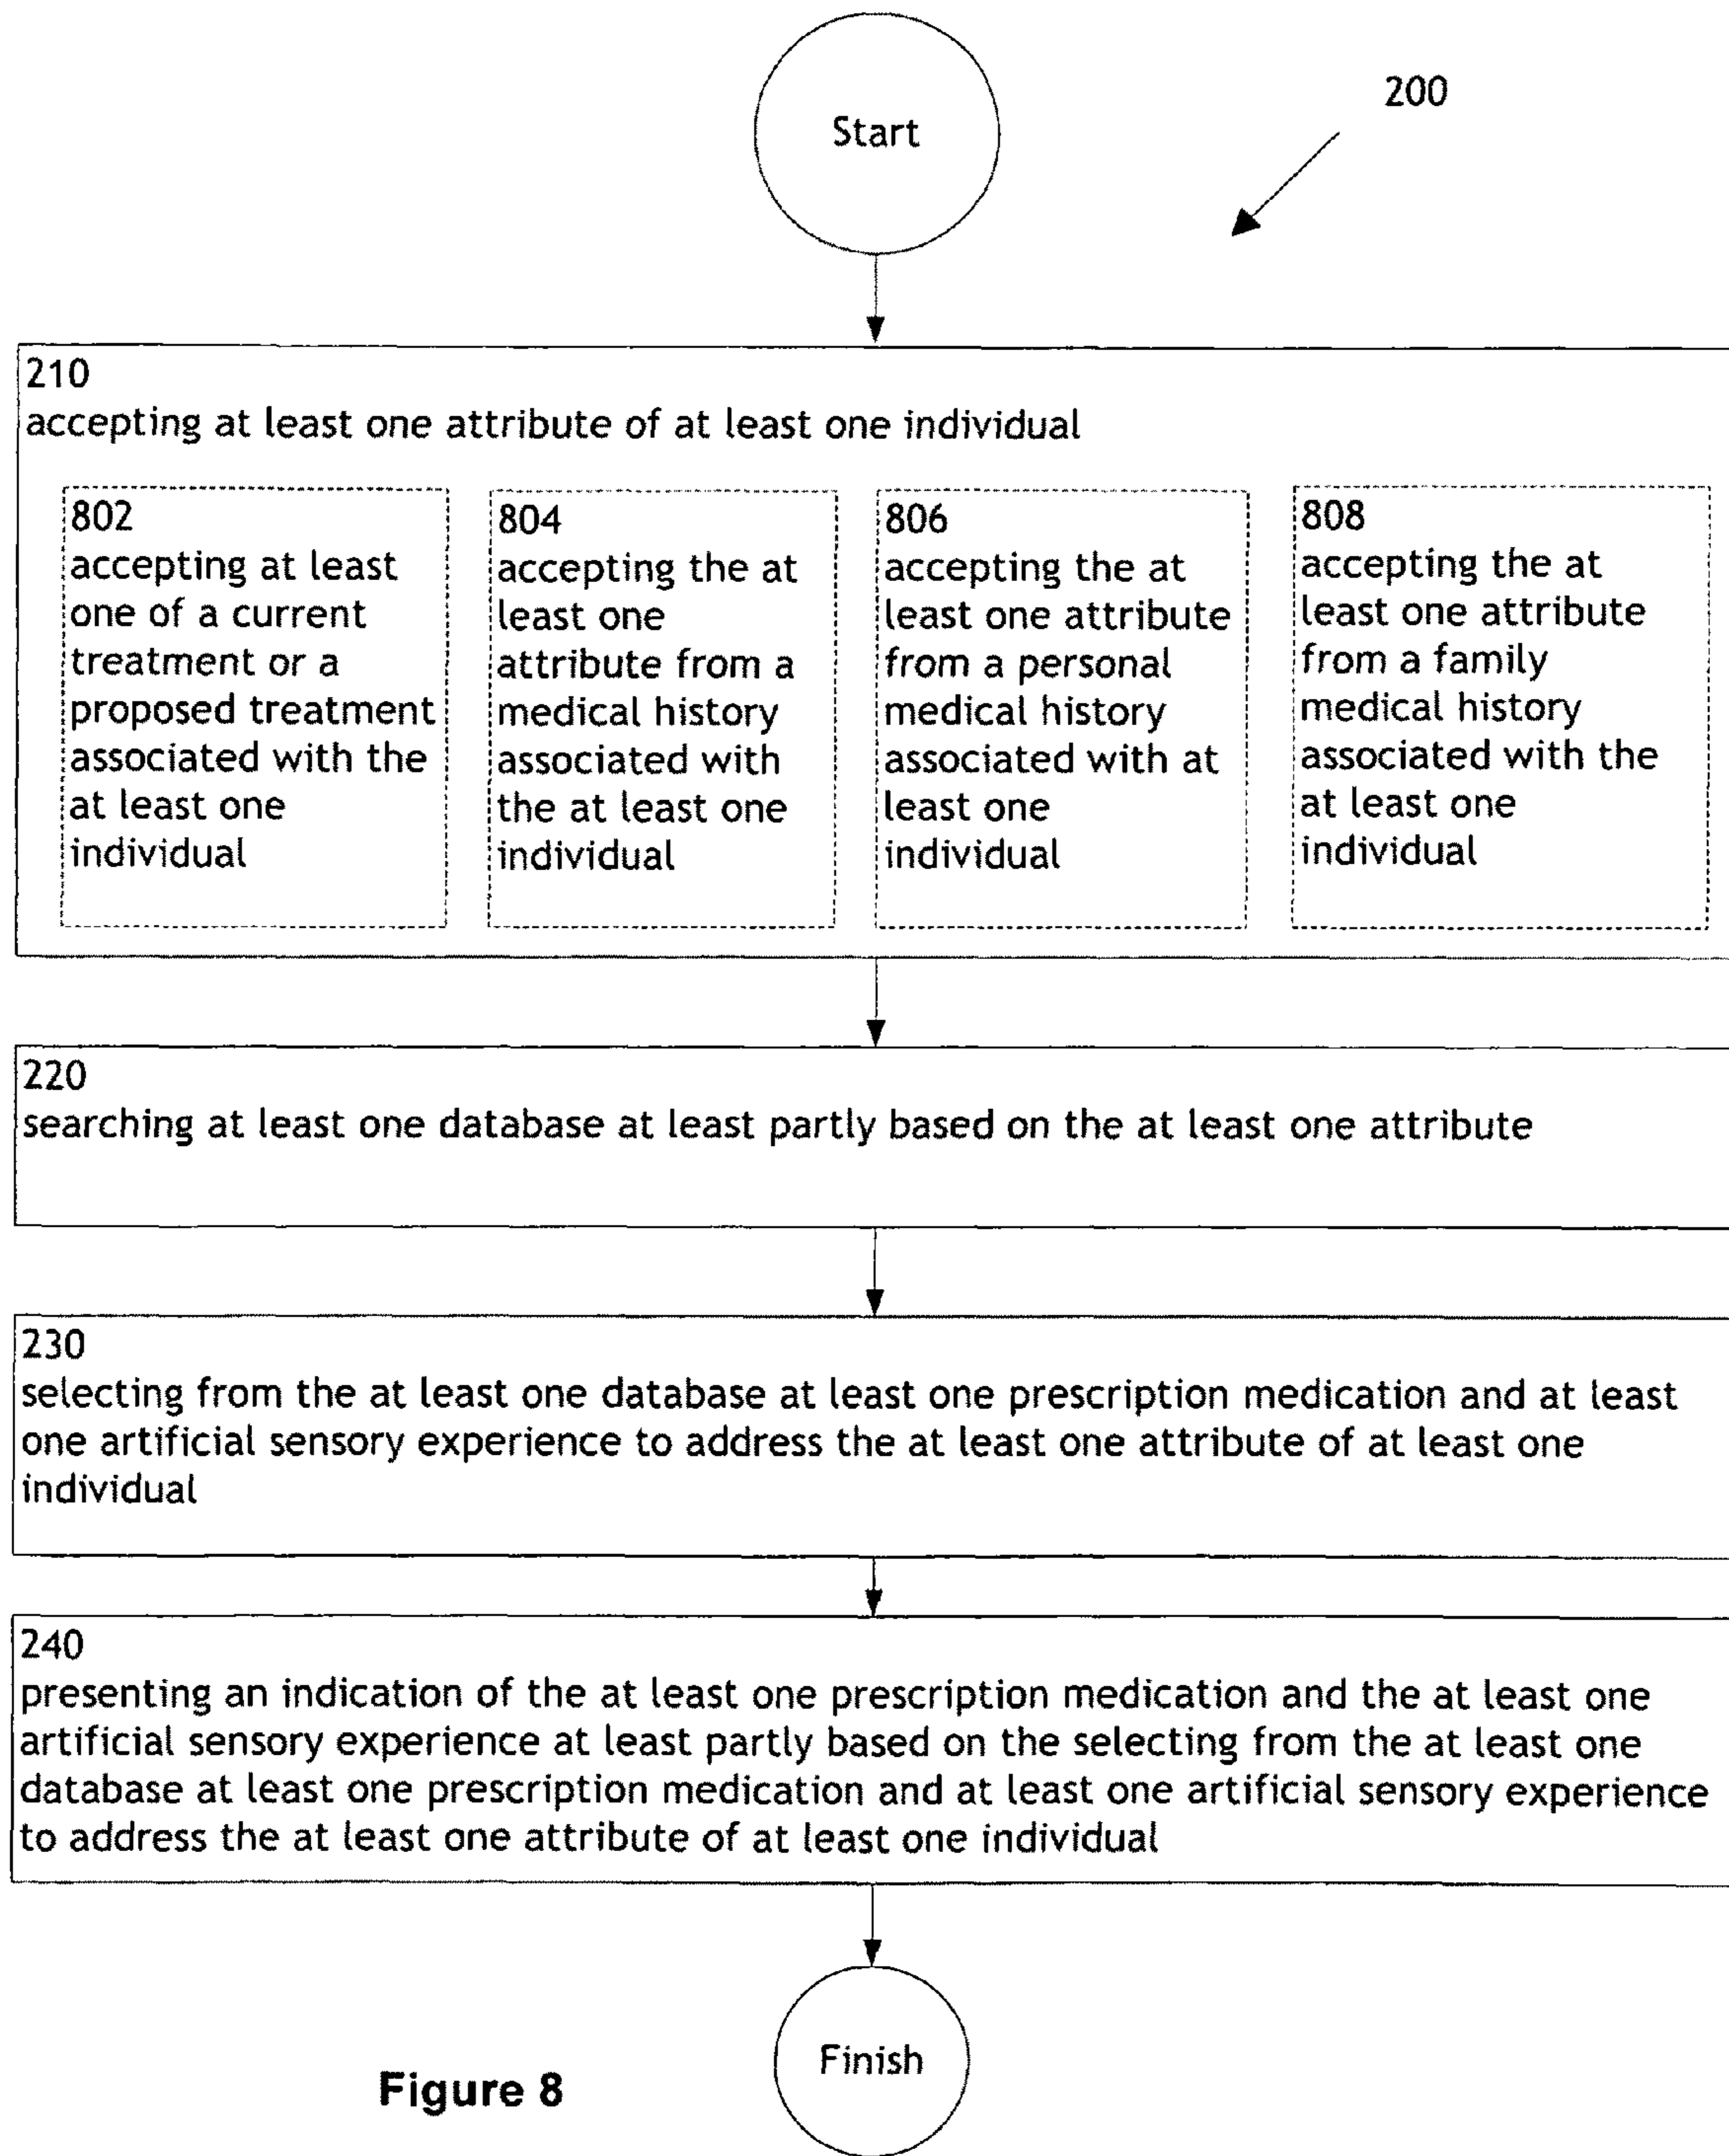 Start
200
210
accepting at least one attribute of at least one individual
802
accepting at least
one of a current
treatment or a
proposed treatment
associated with the
at least one
individual
804
accepting the at
least one
attribute from a
medical history
associated with
the at least one
individual
806
accepting the at
least one attribute
from a personal
medical history
associated with at
least one
individual
808
accepting the at
least one attribute
from a family
medical history
associated with the
at least one
individual
220
searching at least one database at least partly based on the at least one attribute
230
selecting from the at least one database at least one prescription medication and at least
one artificial sensory experience to address the at least one attribute of at least one
individual
240
presenting an indication of the at least one prescription medication and the at least one
artificial sensory experience at least partly based on the selecting from the at least one
database at least one prescription medication and at least one artificial sensory experience
to address the at least one attribute of at least one individual
Finish
Figure 8